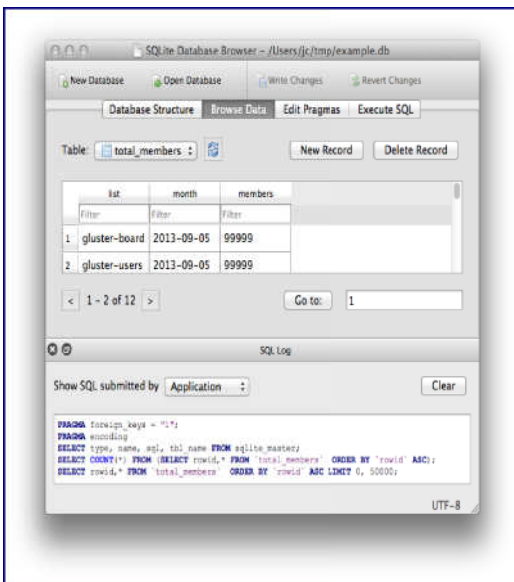 SQLite Database Browser - /Users/jc/tmp/example.db
New Database Open Database Write Changes Revert Changes
Database Structure Browse Data Edit Pragmas Execute SQL
Table: total_members New Record Delete Record
list month members
Filter Filter Filter
1 gluster-board 2013-09-05 99999
2 gluster-users 2013-09-05 99999
< 1 - 2 of 12 > Go to: 1
SQL Log
Show SQL submitted by Application Clear
PRAGMA foreign_keys = "1";
PRAGMA encoding
SELECT type, name, sql, tbl_name FROM sqlite_master;
SELECT COUNT(*) FROM (SELECT rowid,* FROM `total_members` ORDER BY `rowid` ASC);
SELECT rowid,* FROM `total_members` ORDER BY `rowid` ASC LIMIT 0, 50000;
UTF-8